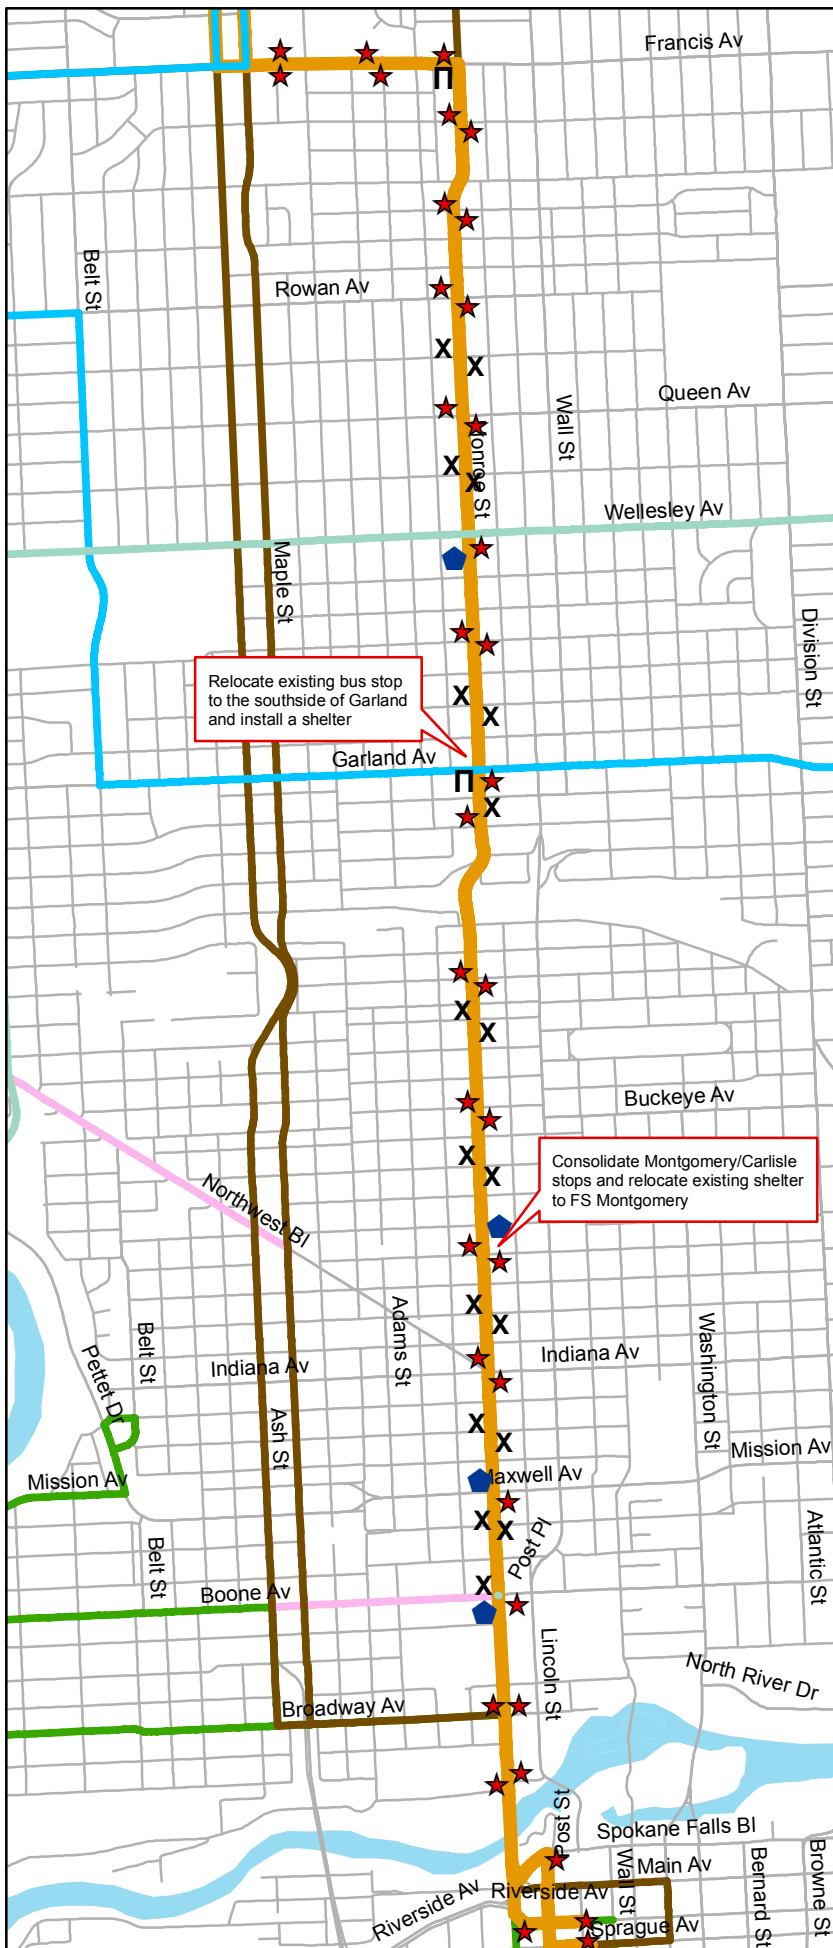 Francis Av
Belt St
Rowan Av
Queen Av
Wall St
Monroe St
Wellesley Av
Maple St
Division St
Relocate existing bus stop
to the southside of Garland
and install a shelter
Garland Av
Buckeye Av
Consolidate Montgomery/Carlisle
stops and relocate existing shelter
to FS Montgomery
Northwest Bl
Adams St
Belt St
Pettet Dr
Indiana Av
Indiana Av
Washington St
Ash St
Mission Av
Mission Av
Maxwell Av
Post Pl
Belt St
Atlantic St
Boone Av
Lincoln St
North River Dr
Broadway Av
Post St
Spokane Falls Bl
Wall St
Main Av
Bernard St
Browne St
Riverside Av
Riverside Av
Sprague Av